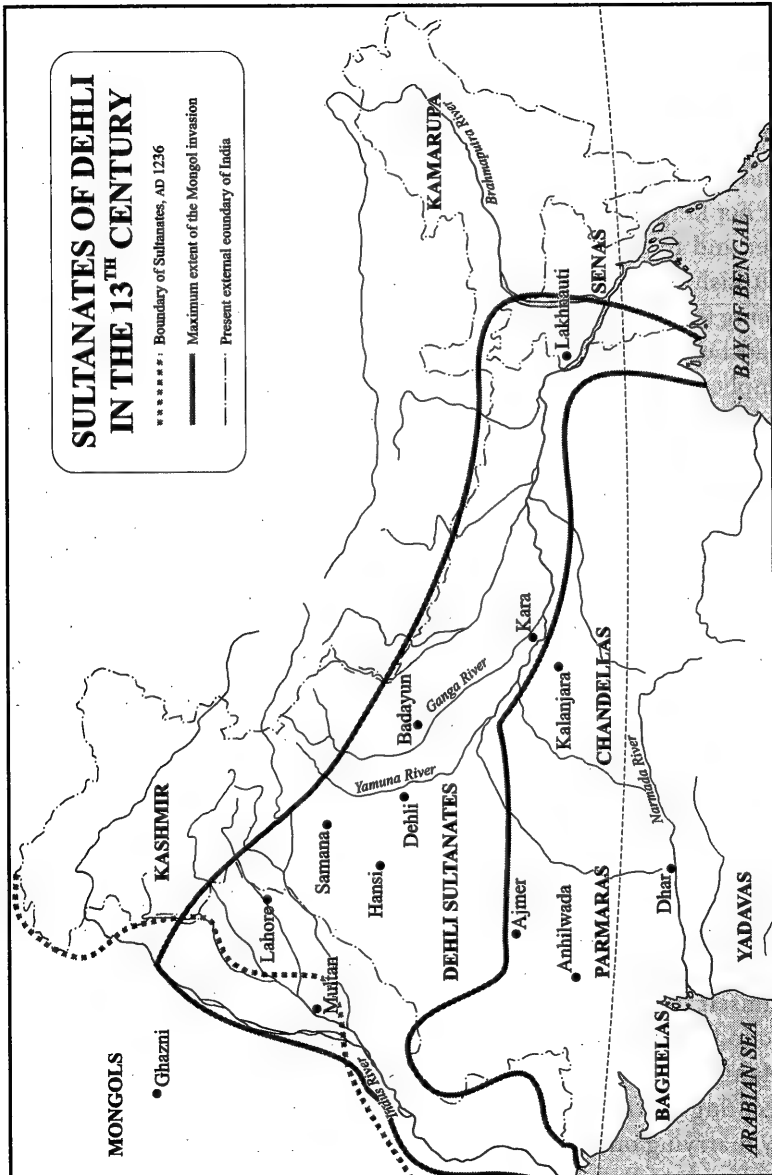 SULTANATES OF DEHLI
IN THE 13TH CENTURY
Boundary of Sultanates, AD 1236
Maximum extent of the Mongol invasion
Present external eoundary of India
MONGOLS
Ghazni
KASHMIR
Lahore
Multan
Indus River
Samana
Hansi
Dehli
Yamuna River
Badayun
Ganga River
DEHLI SULTANATES
Ajmer
Anhilwada
PARMARAS
Dhar
Kara
Kalanjara
CHANDELLAS
Narmada River
KAMARUPA
Brahmapura River
Lakhnauti
SENAS
BAY OF BENGAL
BAGHELAS
YADAVAS
ARABIAN SEA